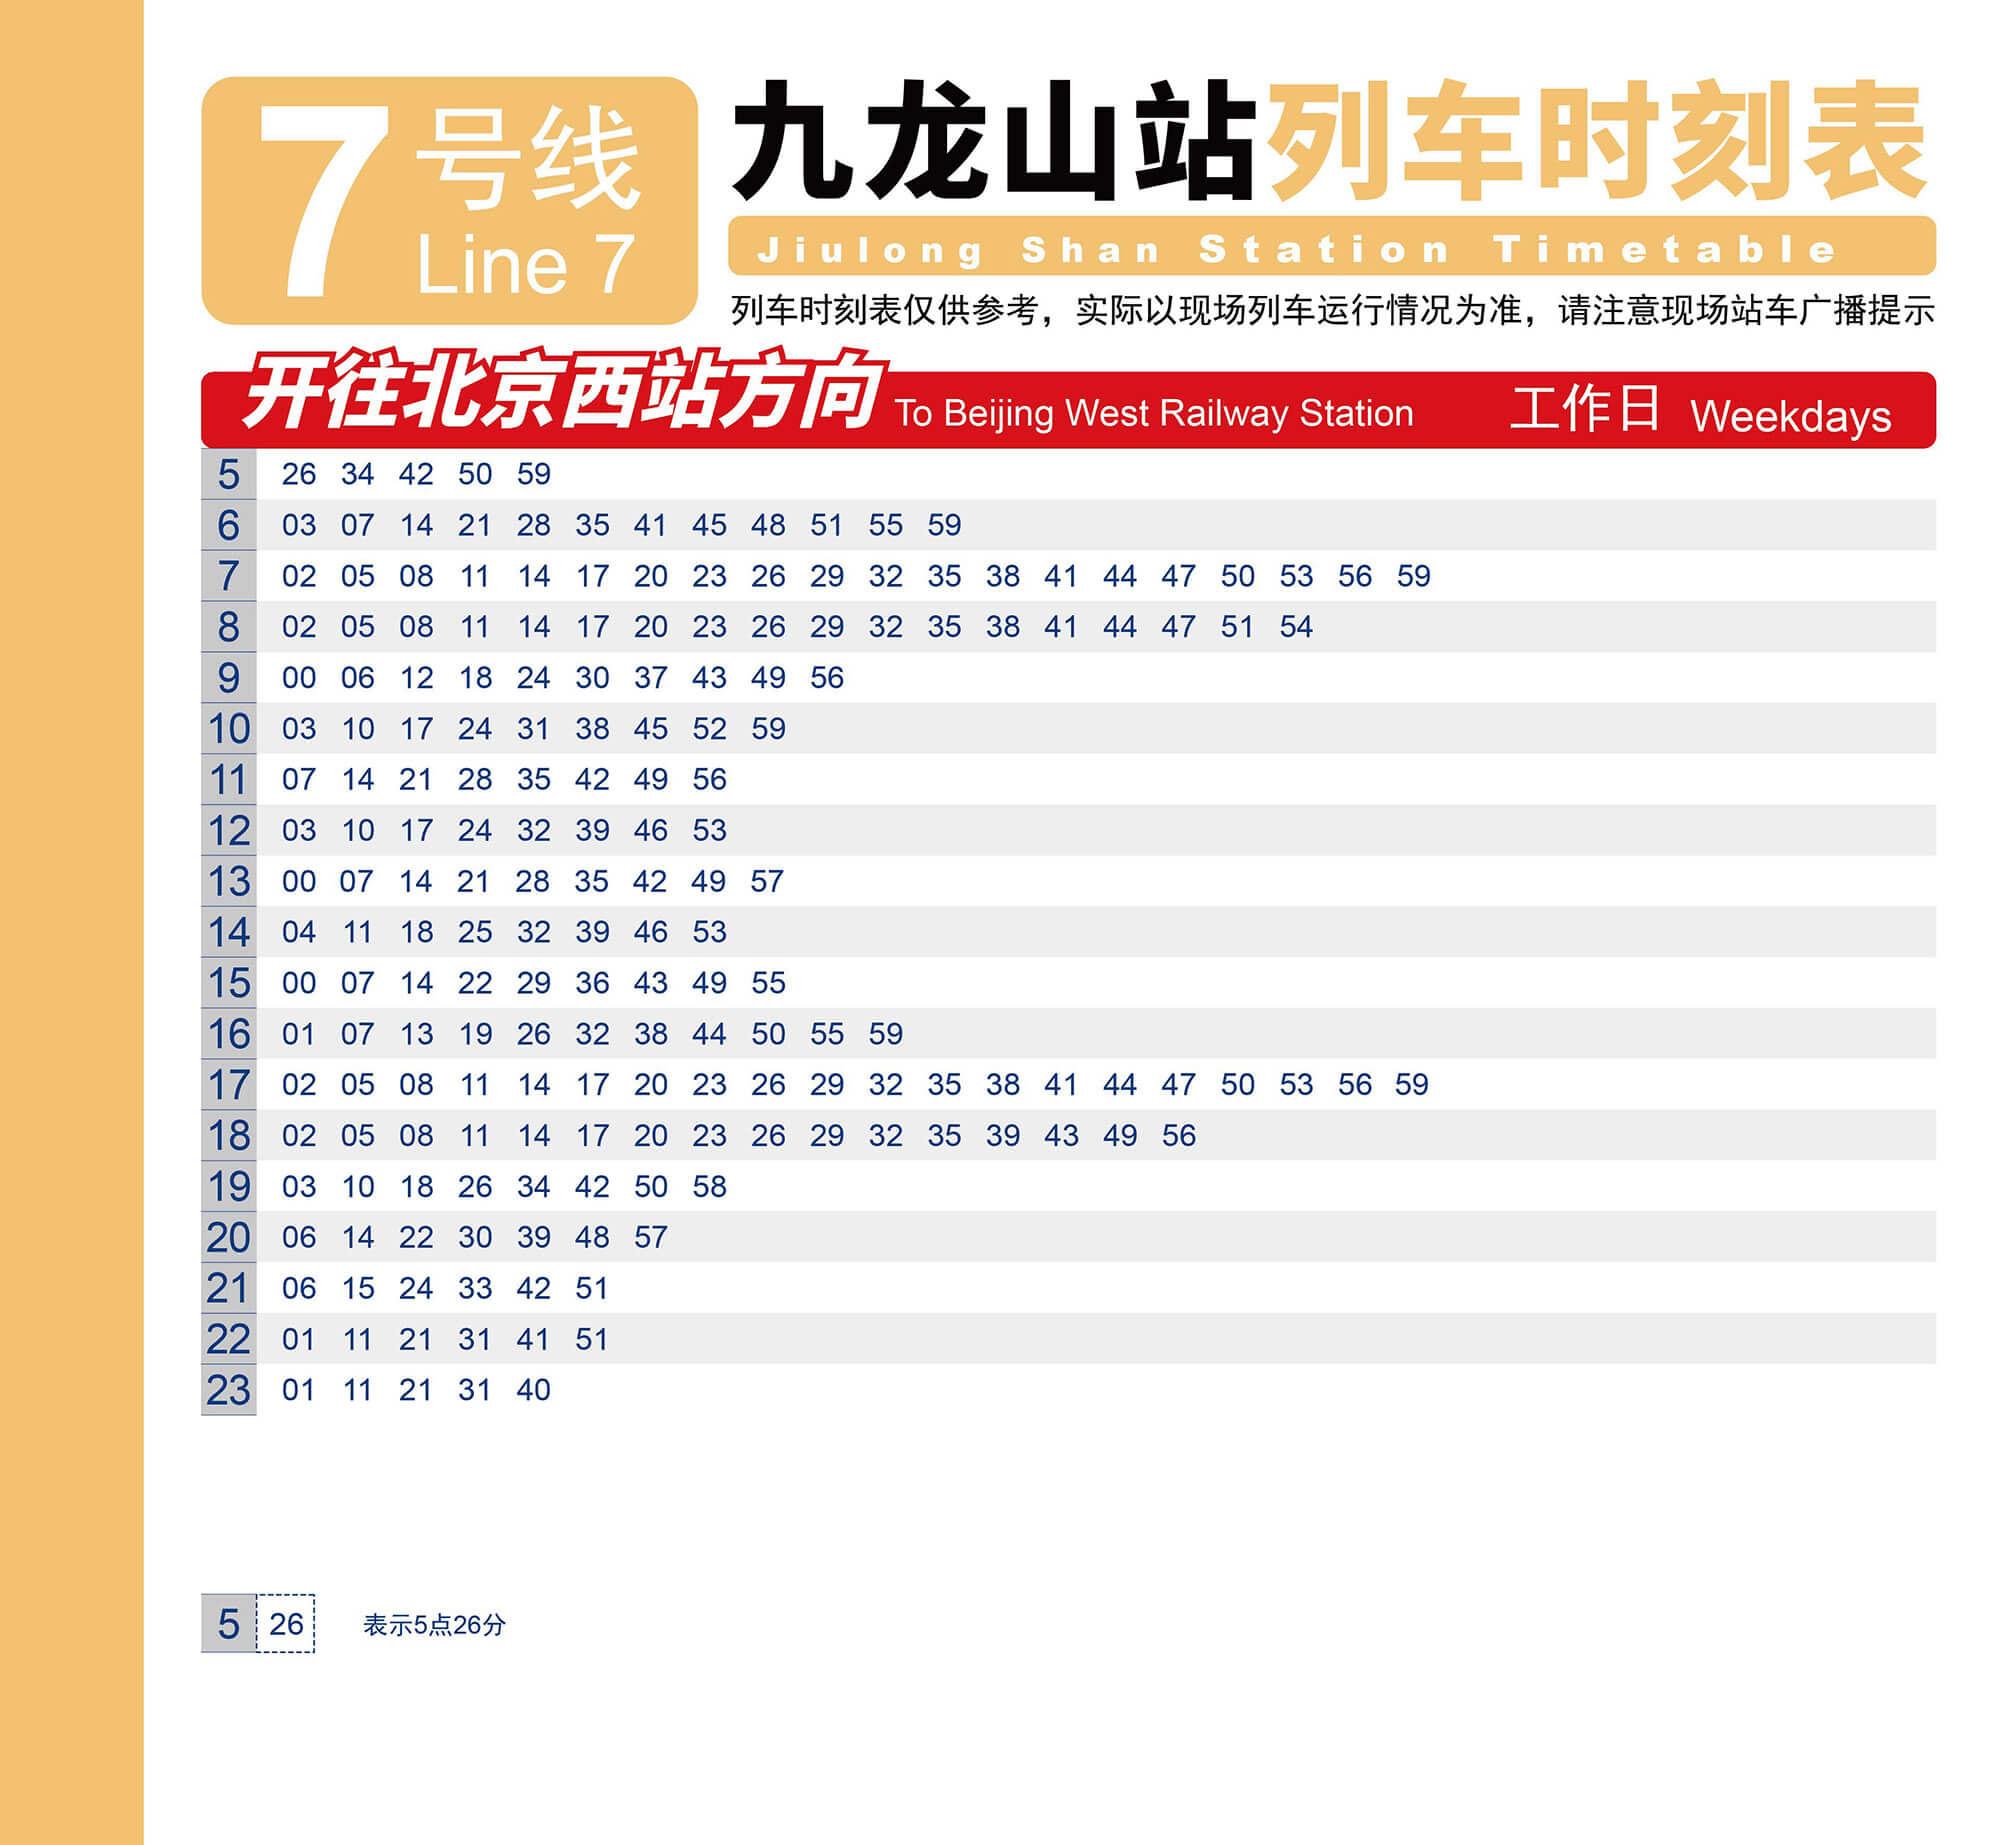 7 号线
Line 7
九龙山站列车时刻表
Jiulong Shan Station Timetable
列车时刻表仅供参考，实际以现场列车运行情况为准，请注意现场站车广播提示
开往北京西站方向 To Beijing West Railway Station 工作日 Weekdays
5 26 34 42 50 59
6 03 07 14 21 28 35 41 45 48 51 55 59
7 02 05 08 11 14 17 20 23 26 29 32 35 38 41 44 47 50 53 56 59
8 02 05 08 11 14 17 20 23 26 29 32 35 38 41 44 47 51 54
9 00 06 12 18 24 30 37 43 49 56
10 03 10 17 24 31 38 45 52 59
11 07 14 21 28 35 42 49 56
12 03 10 17 24 32 39 46 53
13 00 07 14 21 28 35 42 49 57
14 04 11 18 25 32 39 46 53
15 00 07 14 22 29 36 43 49 55
16 01 07 13 19 26 32 38 44 50 55 59
17 02 05 08 11 14 17 20 23 26 29 32 35 38 41 44 47 50 53 56 59
18 02 05 08 11 14 17 20 23 26 29 32 35 39 43 49 56
19 03 10 18 26 34 42 50 58
20 06 14 22 30 39 48 57
21 06 15 24 33 42 51
22 01 11 21 31 41 51
23 01 11 21 31 40
5 26 表示5点26分